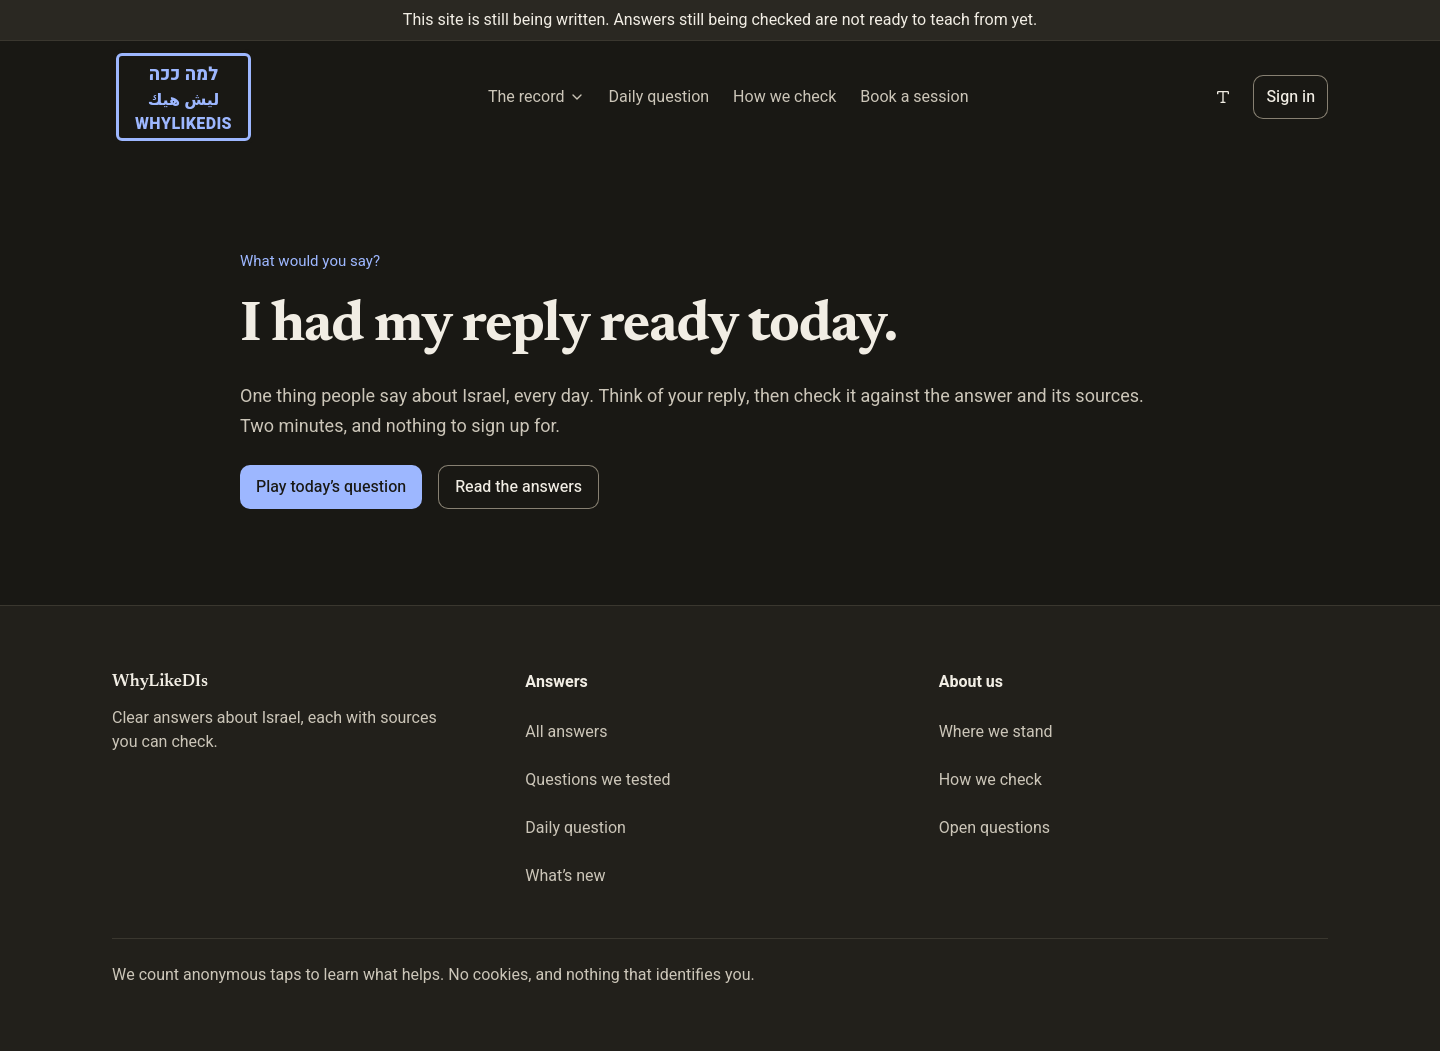 This site is still being written. Answers still being checked are not ready to teach from yet.
למה ככה
ليش هيك
WHYLIKEDIS
The record
Daily question
How we check
Book a session
T
Sign in
What would you say?
I had my reply ready today.
One thing people say about Israel, every day. Think of your reply, then check it against the answer and its sources.
Two minutes, and nothing to sign up for.
Play today’s question
Read the answers
WhyLikeDIs
Clear answers about Israel, each with sources
you can check.
Answers
All answers
Questions we tested
Daily question
What’s new
About us
Where we stand
How we check
Open questions
We count anonymous taps to learn what helps. No cookies, and nothing that identifies you.